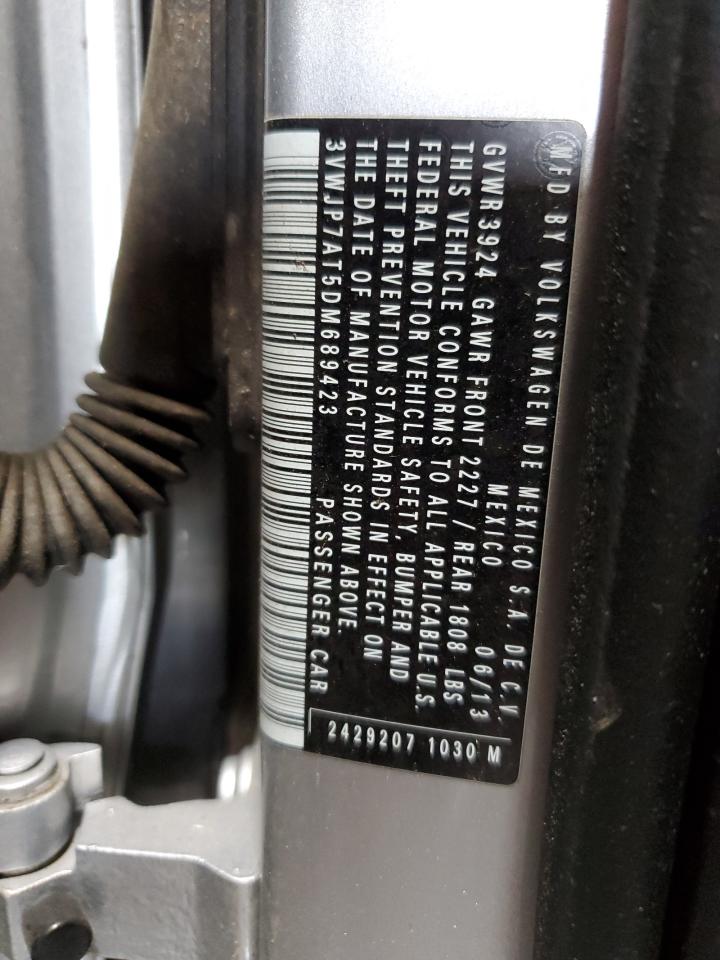 MFD BY VOLKSWAGEN DE MEXICO S.A. DE C.V.
MEXICO 06/13
GVWR 3924 GAWR FRONT 2227 / REAR 1808 LBS
THIS VEHICLE CONFORMS TO ALL APPLICABLE U.S.
FEDERAL MOTOR VEHICLE SAFETY, BUMPER AND
THEFT PREVENTION STANDARDS IN EFFECT ON
THE DATE OF MANUFACTURE SHOWN ABOVE.
3VWJP7AT5DM689423 PASSENGER CAR
2429207 1030 M